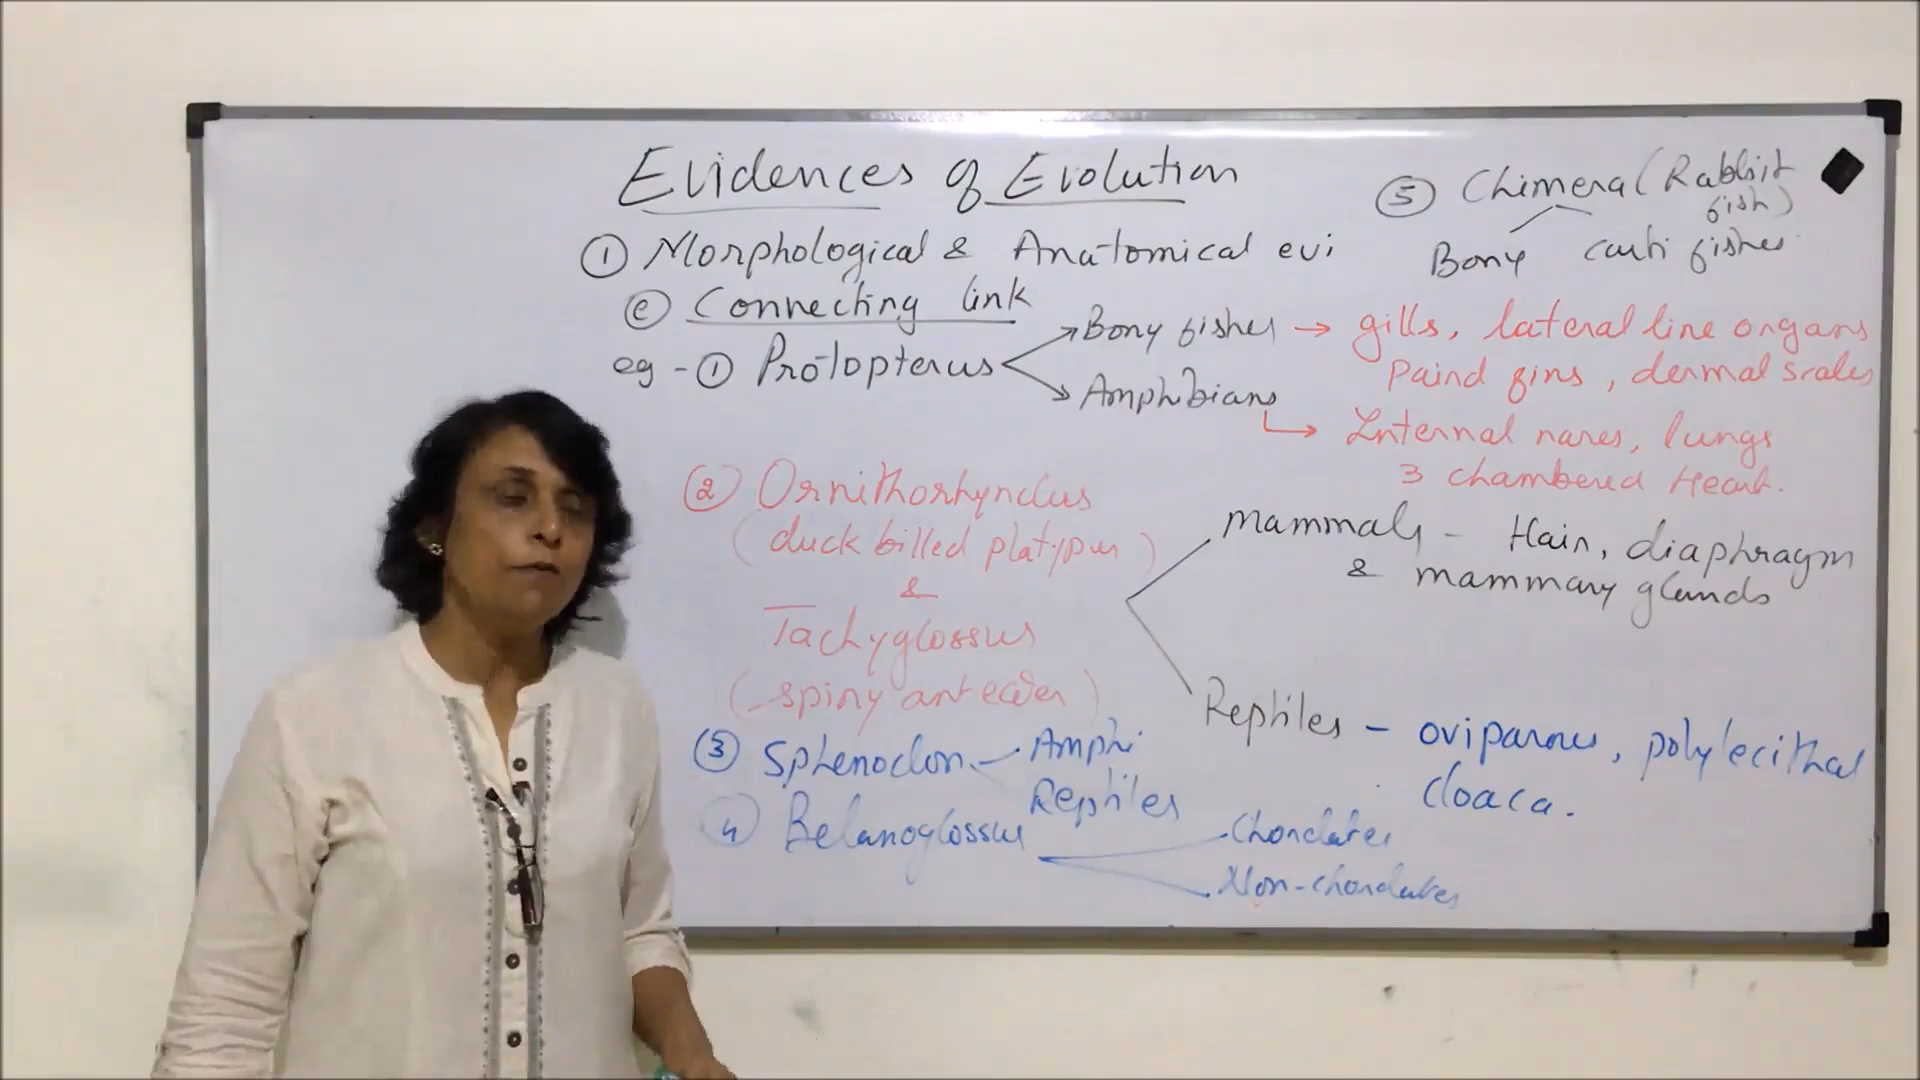 Evidences of Evolution
① Morphological & Anatomical evi
ⓔ Connecting link
eg - ① Protopterus
Bony fishes → gills, lateral line organs
Paired fins, dermal scales
Amphibians
Internal nares, lungs
3 chambered Heart.
② Ornithorhynchus
(duck billed platypus)
&
Tachyglossus
(spiny ant eater)
mammals - Hair, diaphragm
& mammary glands
Reptiles - oviparous, polylecithal
cloaca.
③ Sphenodon - Amphi
Reptiles
④ Belanoglossus
Chordates
Non-chordates
⑤ Chimera (Rabbit
fish)
Bony carti fishes